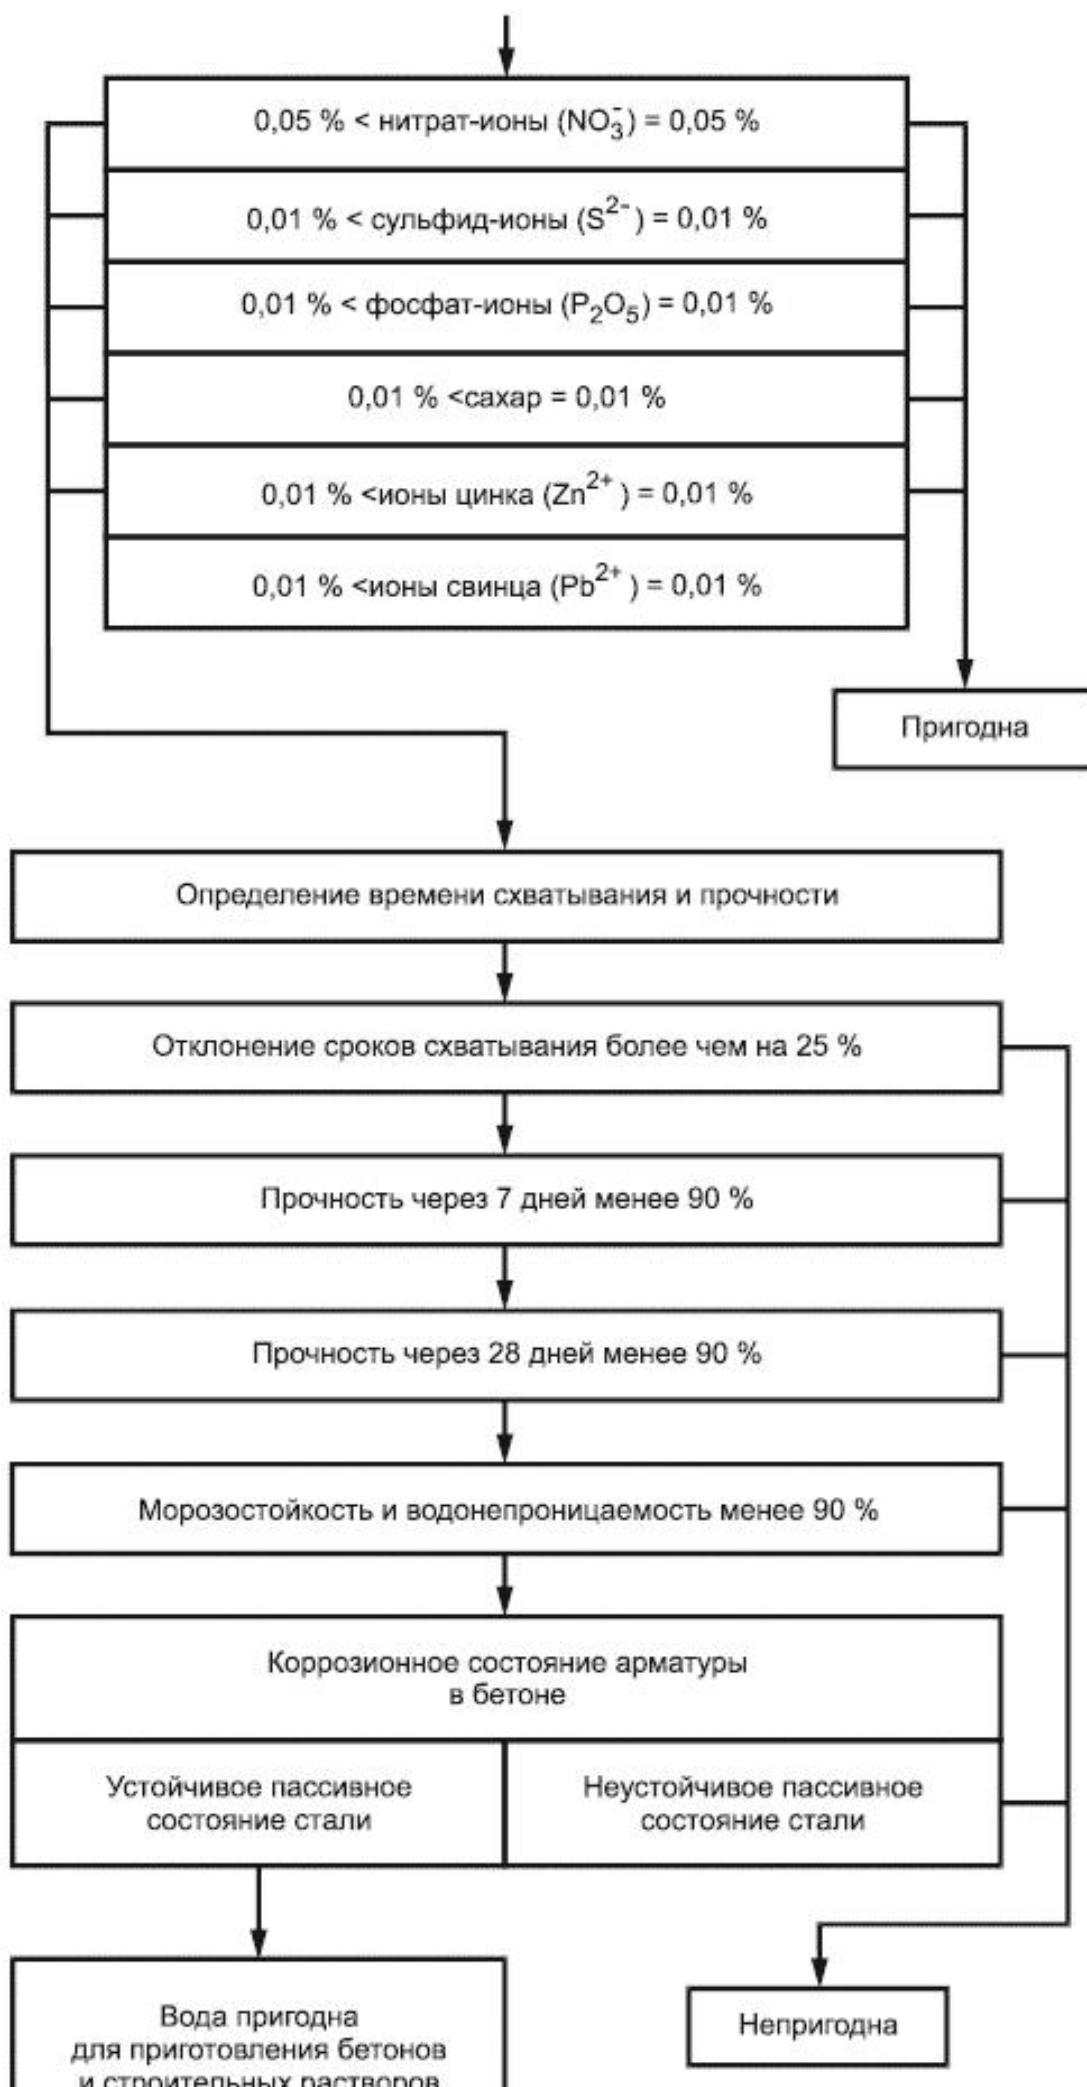 0,05 % < нитрат-ионы (NO₃⁻) = 0,05 %
0,01 % < сульфид-ионы (S²⁻) = 0,01 %
0,01 % < фосфат-ионы (P₂O₅) = 0,01 %
0,01 % <сахар = 0,01 %
0,01 % <ионы цинка (Zn²⁺ ) = 0,01 %
0,01 % <ионы свинца (Pb²⁺ ) = 0,01 %
Пригодна
Определение времени схватывания и прочности
Отклонение сроков схватывания более чем на 25 %
Прочность через 7 дней менее 90 %
Прочность через 28 дней менее 90 %
Морозостойкость и водонепроницаемость менее 90 %
Коррозионное состояние арматуры
в бетоне
Устойчивое пассивное
состояние стали
Неустойчивое пассивное
состояние стали
Вода пригодна
для приготовления бетонов
и строительных растворов
Непригодна